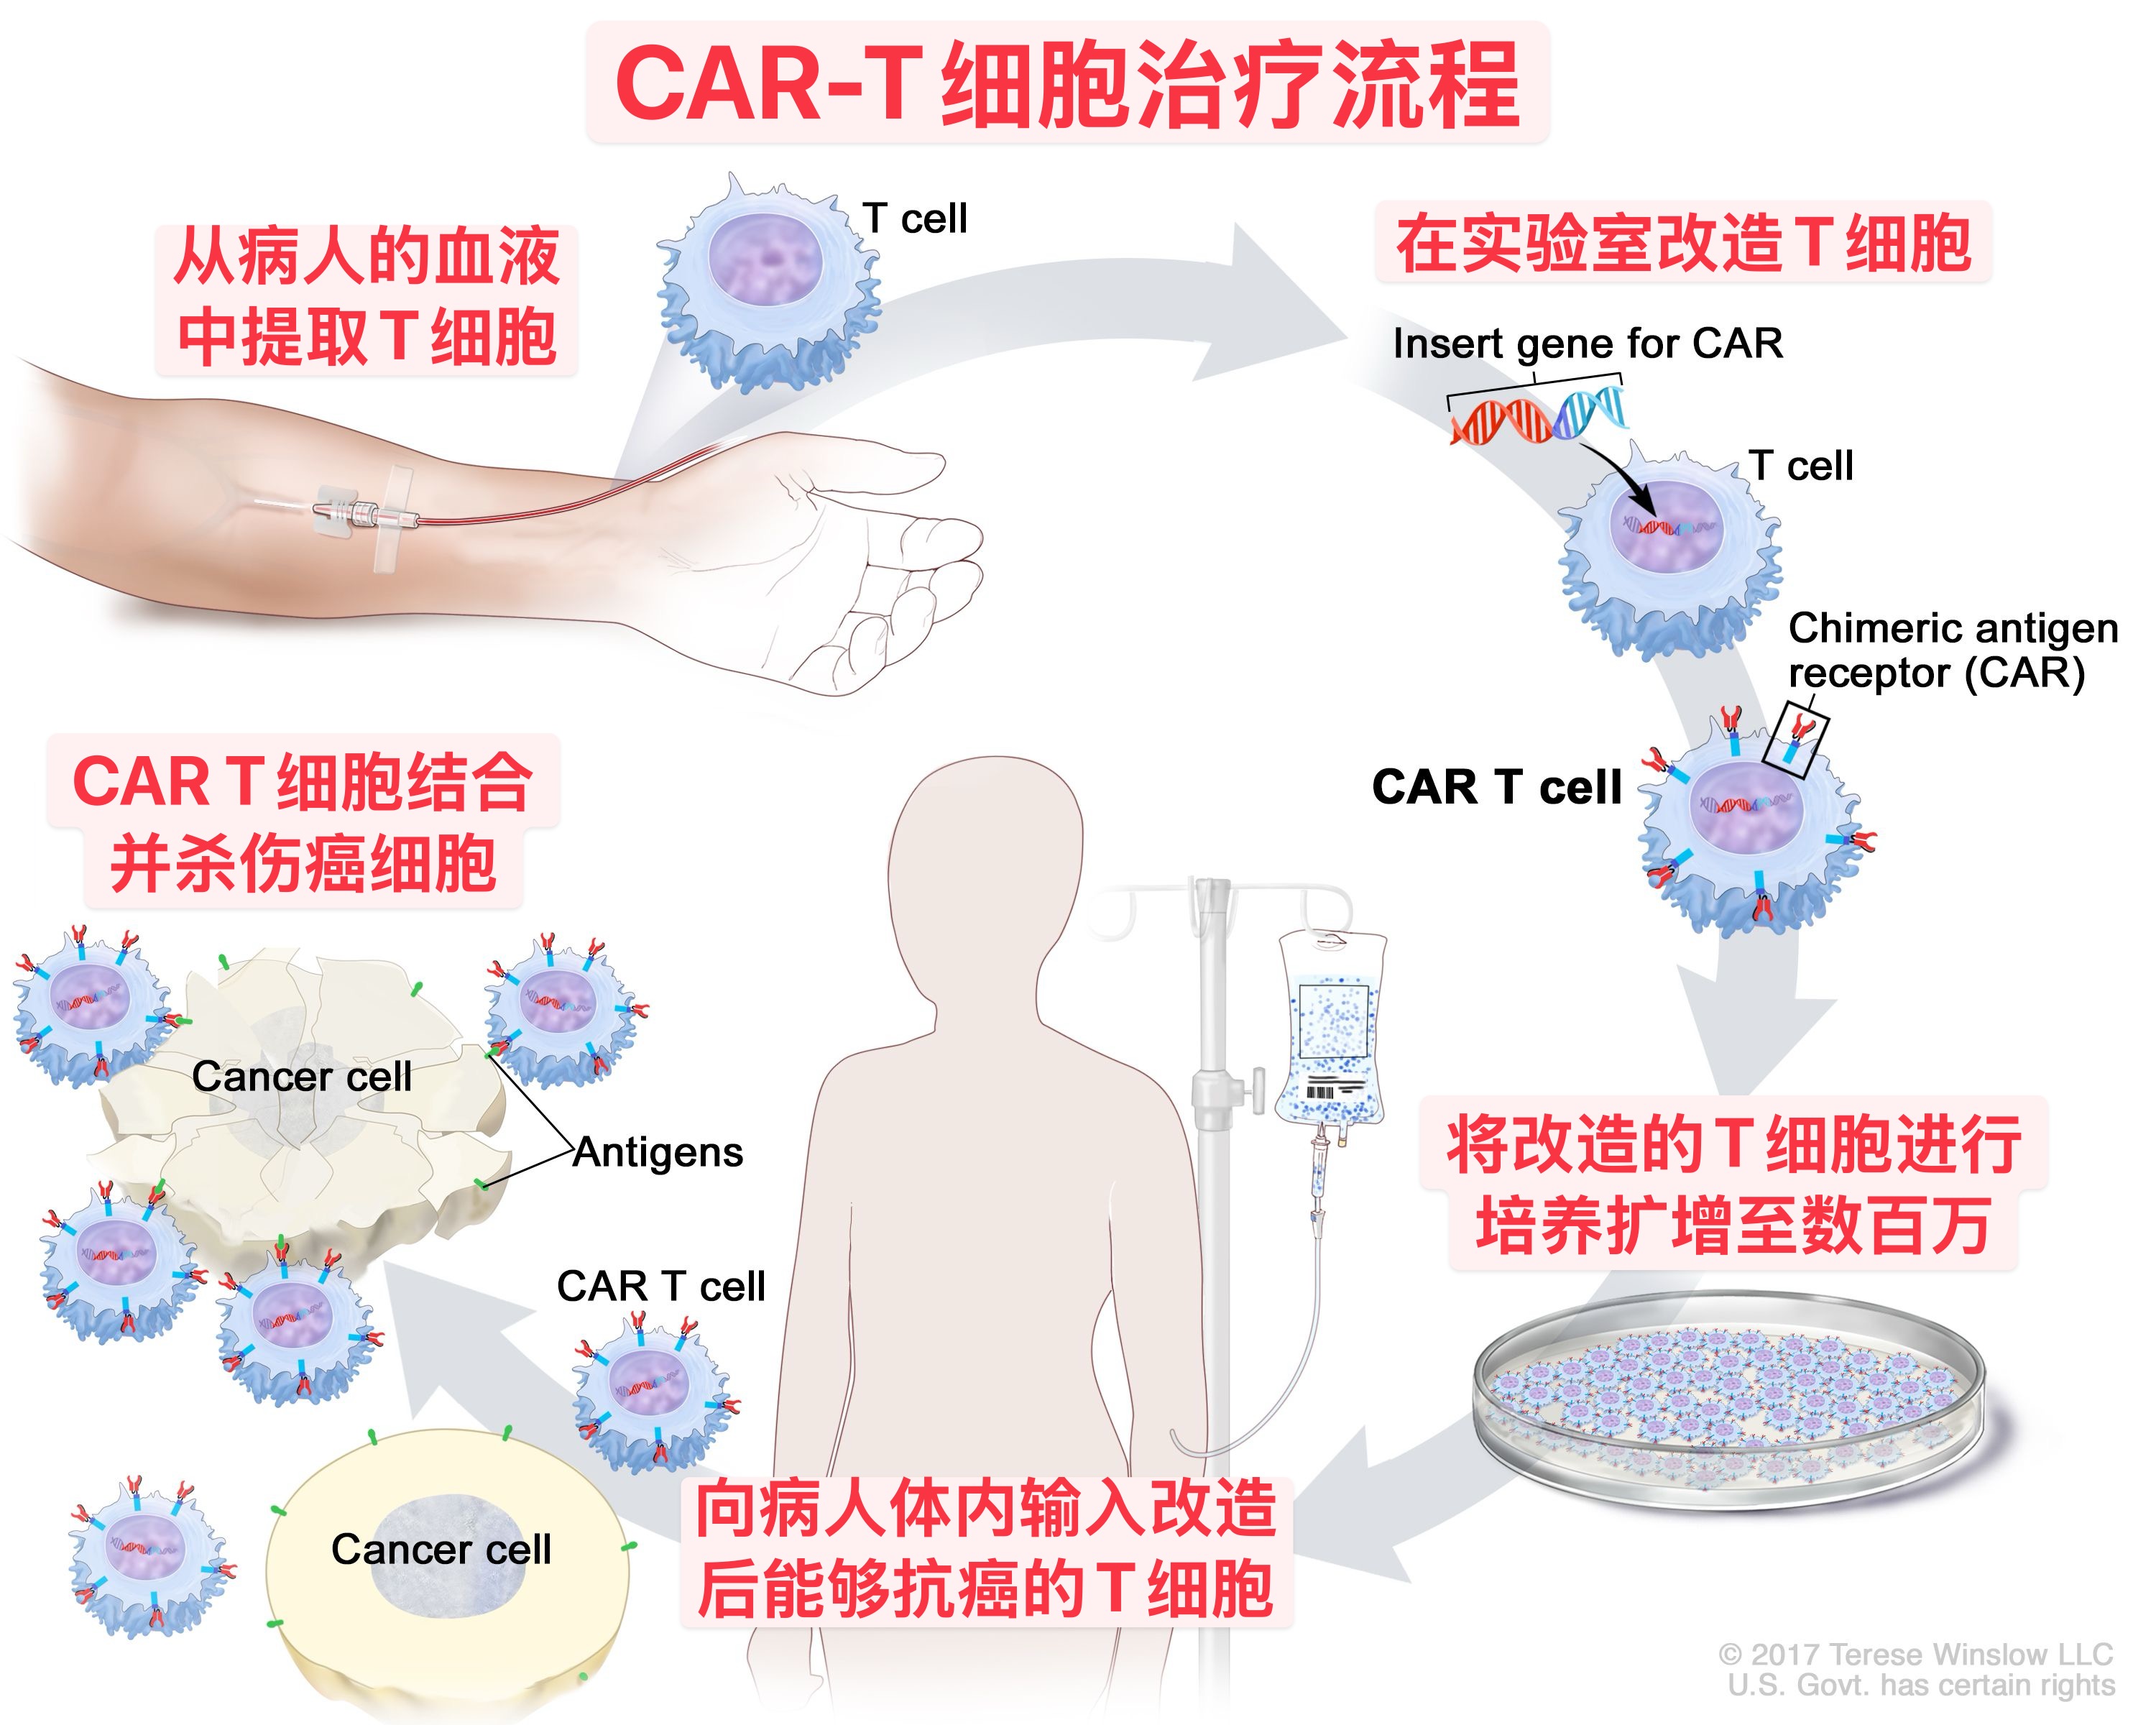 CAR-T细胞治疗流程
从病人的血液
中提取T细胞
T cell
在实验室改造T细胞
Insert gene for CAR
T cell
Chimeric antigen
receptor (CAR)
CAR T cell
将改造的T细胞进行
培养扩增至数百万
向病人体内输入改造
后能够抗癌的T细胞
CAR T细胞结合
并杀伤癌细胞
Cancer cell
Antigens
CAR T cell
Cancer cell
© 2017 Terese Winslow LLC
U.S. Govt. has certain rights